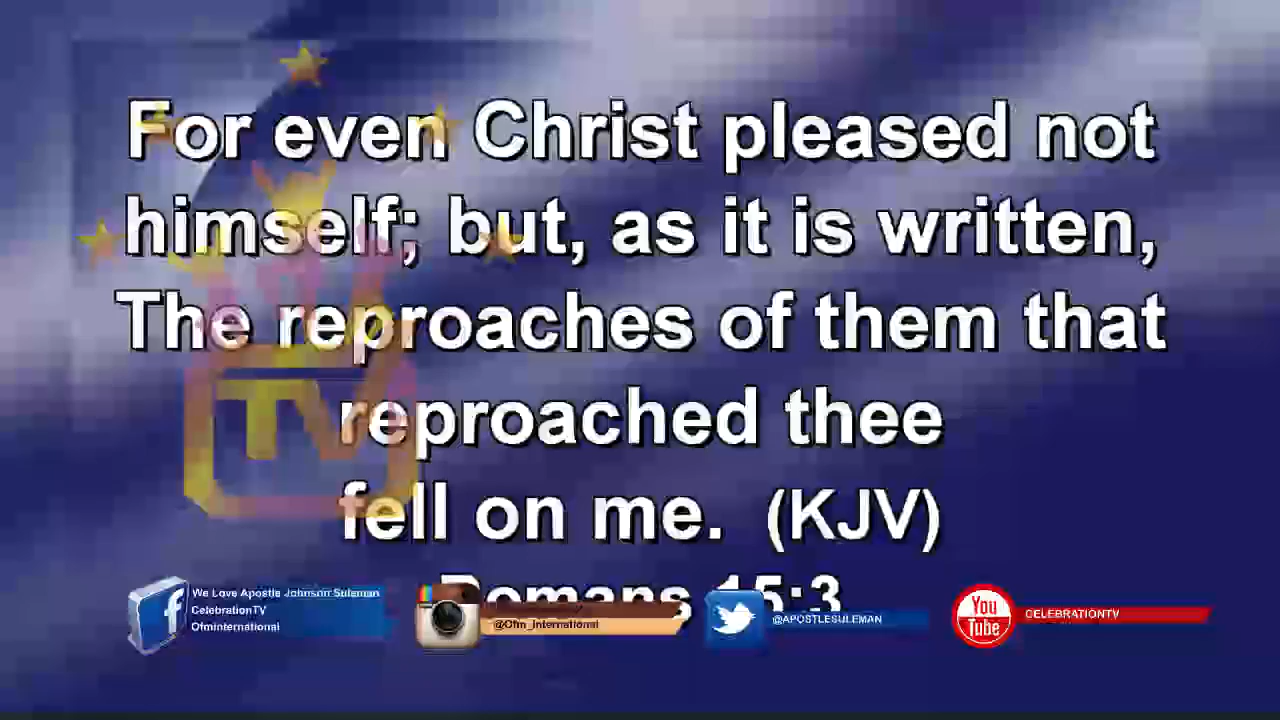 For even Christ pleased not
himself; but, as it is written,
The reproaches of them that
reproached thee
fell on me. (KJV)
Romans 15:3
We Love Apostle Johnson Suleman
CelebrationTV
Ofminternational
@Ofm_international
@APOSTLESULEMAN
You
Tube
CELEBRATIONTV
TV